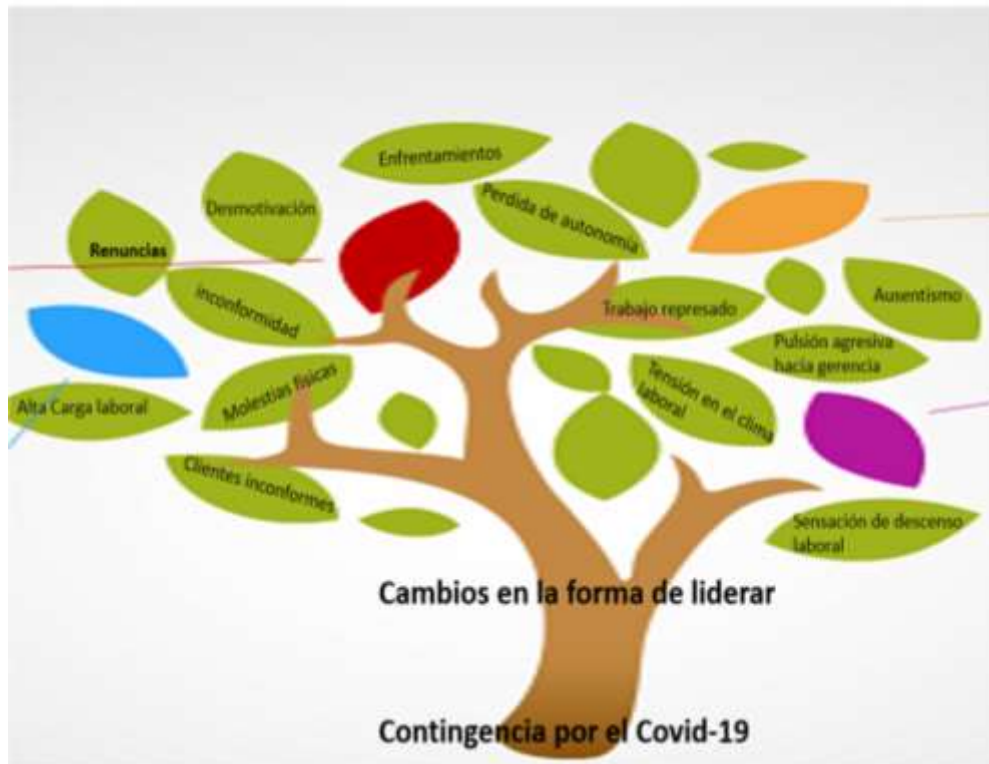 Enfrentamientos
Desmotivación
Perdida de autonomía
Renuncias
inconformidad
Trabajo represado
Ausentismo
Pulsión agresiva
hacia gerencia
Molestias físicas
Tensión en el clima
laboral
Alta Carga laboral
Clientes inconformes
Sensación de descenso
laboral
Cambios en la forma de liderar
Contingencia por el Covid-19